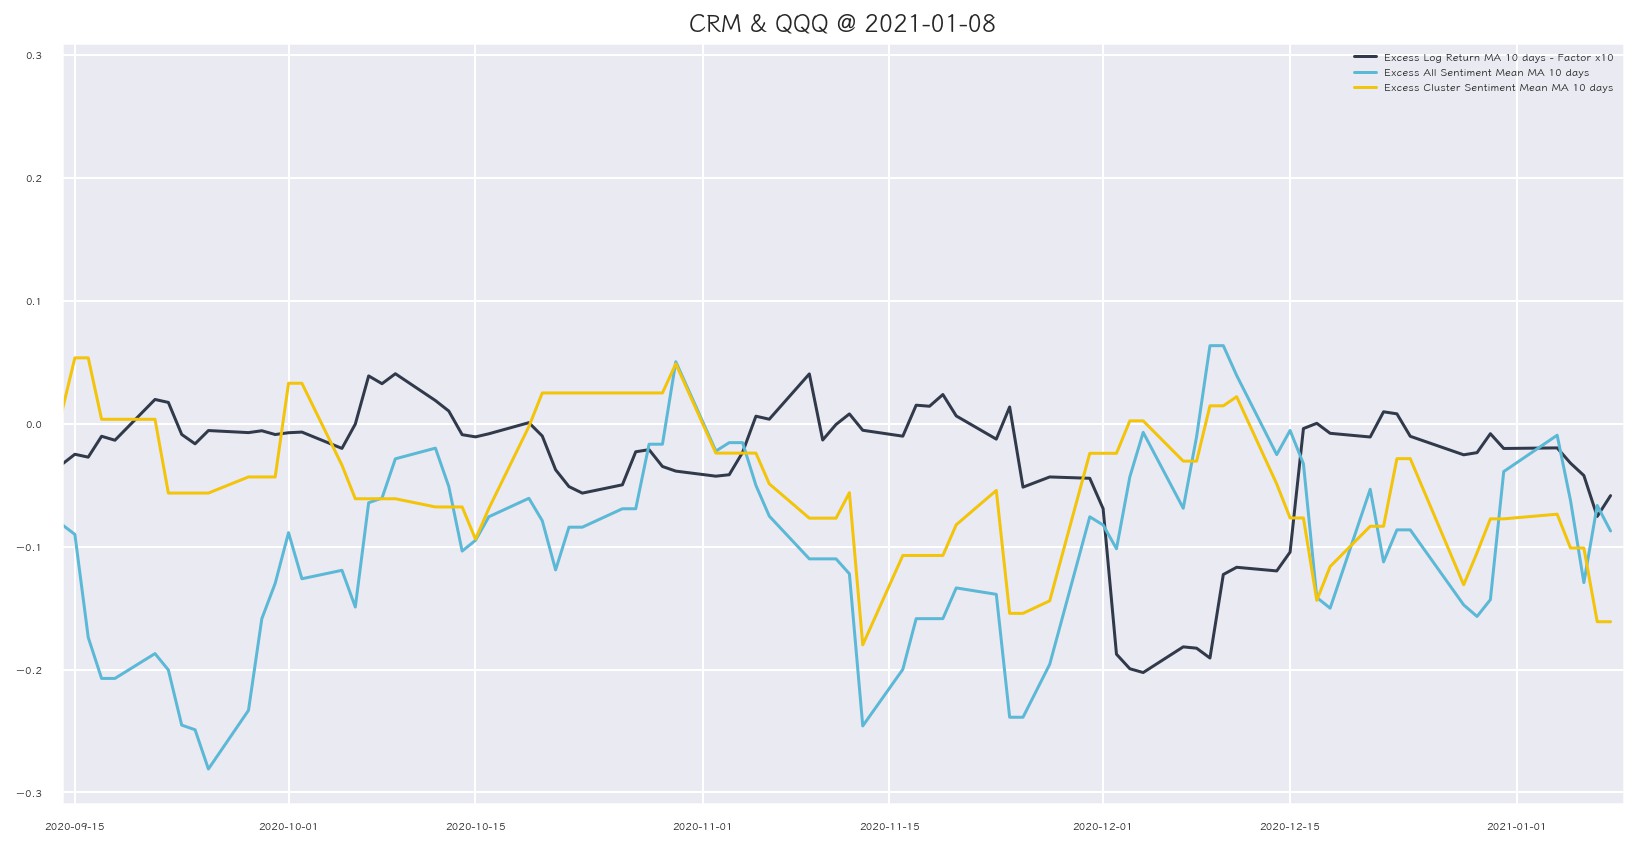 CRM & QQQ @ 2021-01-08
Excess Log Return MA 10 days - Factor x10
Excess All Sentiment Mean MA 10 days
Excess Cluster Sentiment Mean MA 10 days
0.3
0.2
0.1
0.0
−0.1
−0.2
−0.3
2020-09-15 2020-10-01 2020-10-15 2020-11-01 2020-11-15 2020-12-01 2020-12-15 2021-01-01